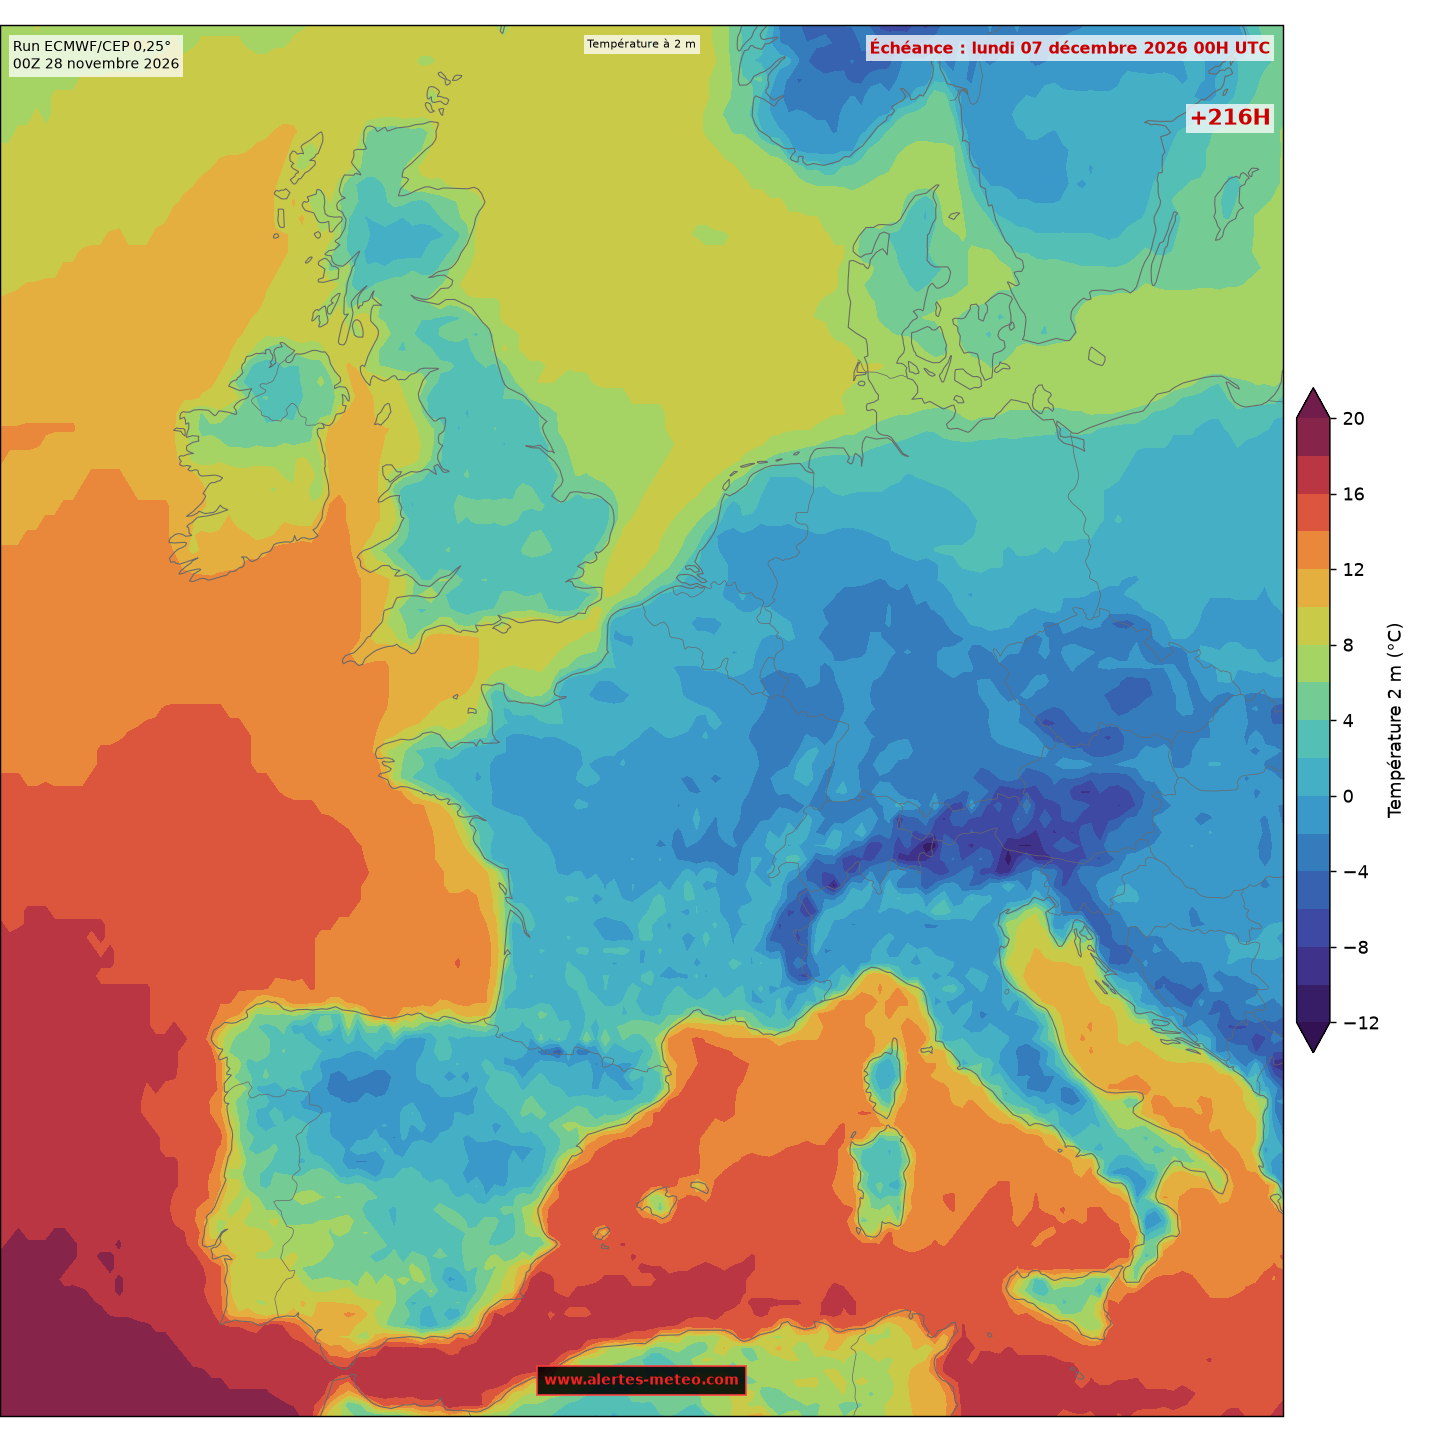 Run ECMWF/CEP 0,25°
00Z 28 novembre 2026
Température à 2 m
Échéance : lundi 07 décembre 2026 00H UTC
+216H
20
16
12
8
4
0
−4
−8
−12
Température 2 m (°C)
www.alertes-meteo.com